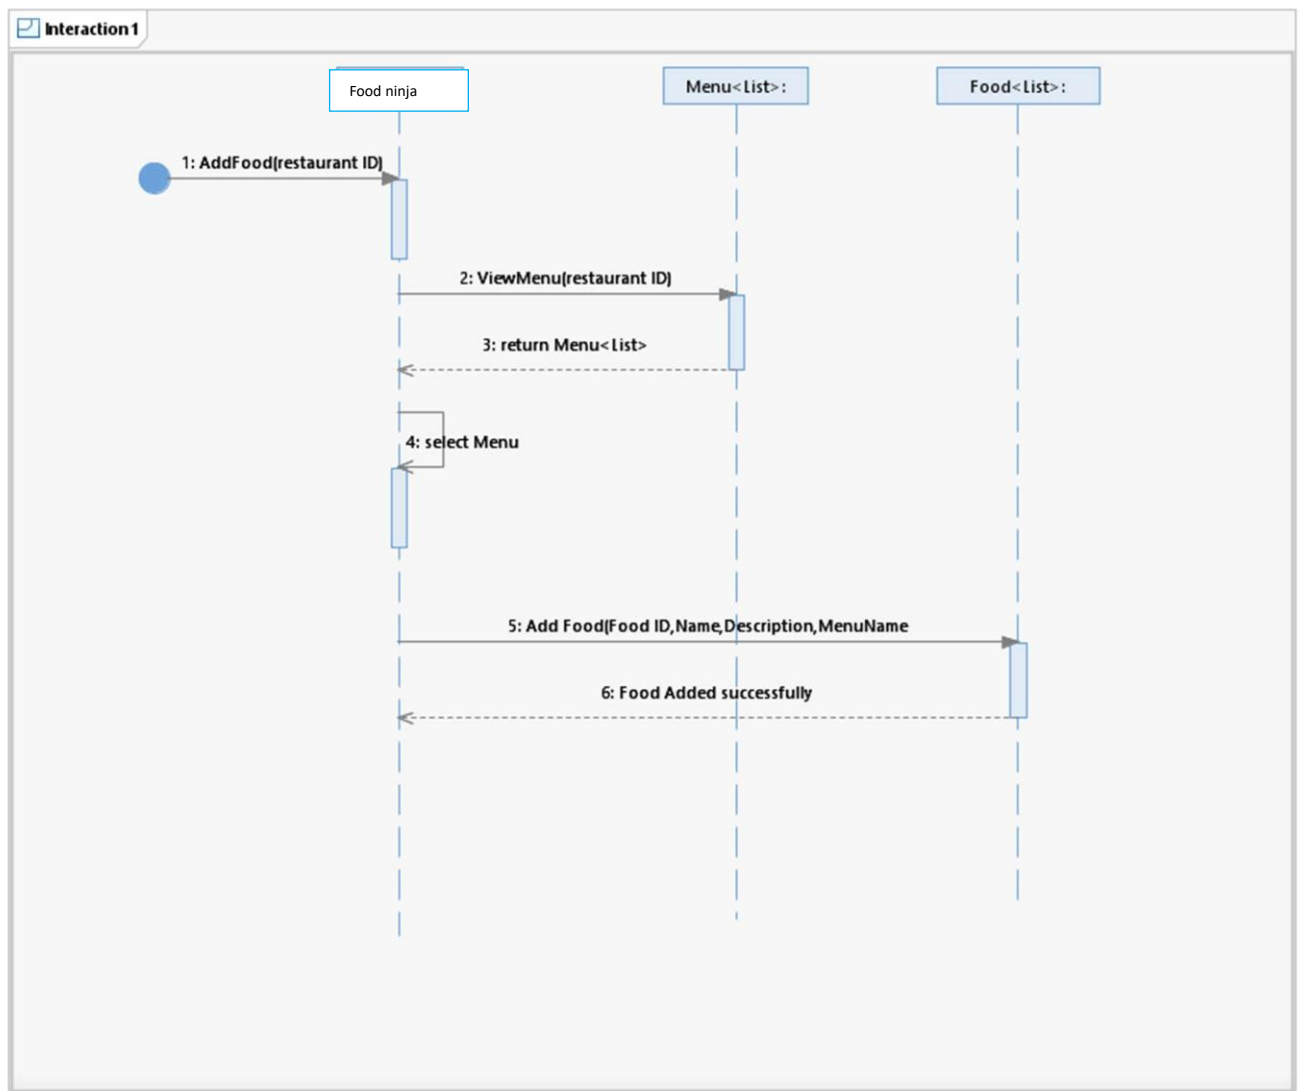 Interaction1
Food ninja
Menu<List>:
Food<List>:
1: AddFood(restaurant ID)
2: ViewMenu(restaurant ID)
3: return Menu<List>
4: select Menu
5: Add Food(Food ID,Name,Description,MenuName
6: Food Added successfully